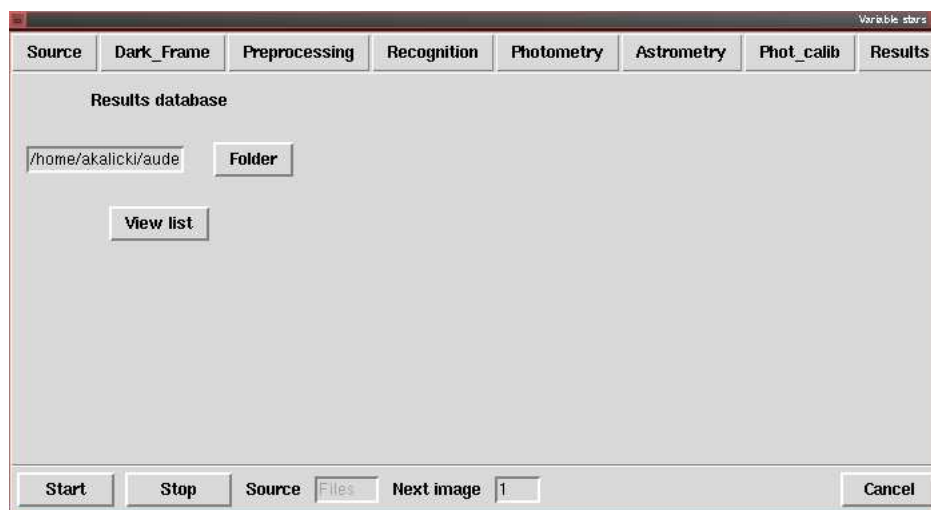 Variable stars
Source Dark_Frame Preprocessing Recognition Photometry Astrometry Phot_calib Results
Results database
/home/akalicki/aude Folder
View list
Start Stop Source Files Next image 1 Cancel